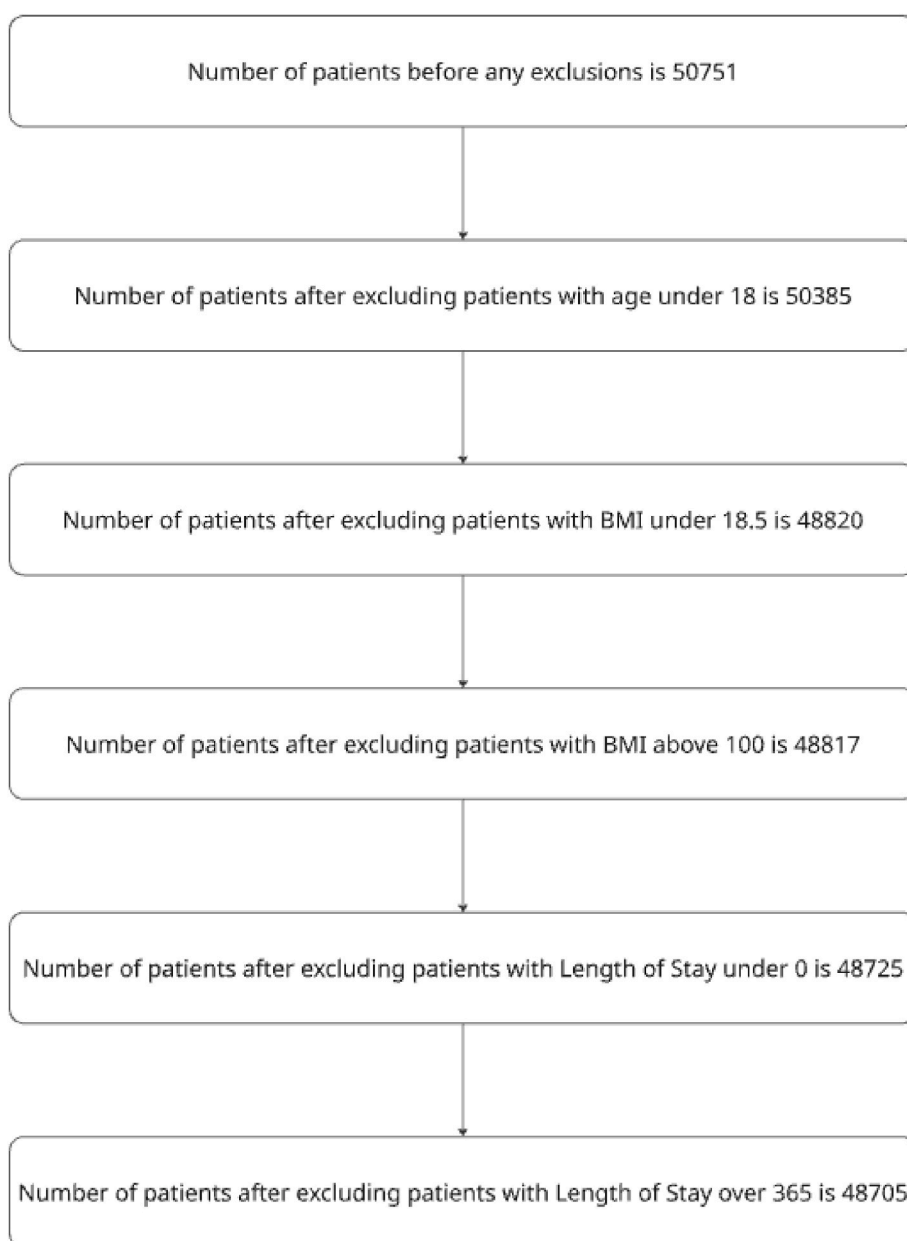 Number of patients before any exclusions is 50751
Number of patients after excluding patients with age under 18 is 50385
Number of patients after excluding patients with BMI under 18.5 is 48820
Number of patients after excluding patients with BMI above 100 is 48817
Number of patients after excluding patients with Length of Stay under 0 is 48725
Number of patients after excluding patients with Length of Stay over 365 is 48705